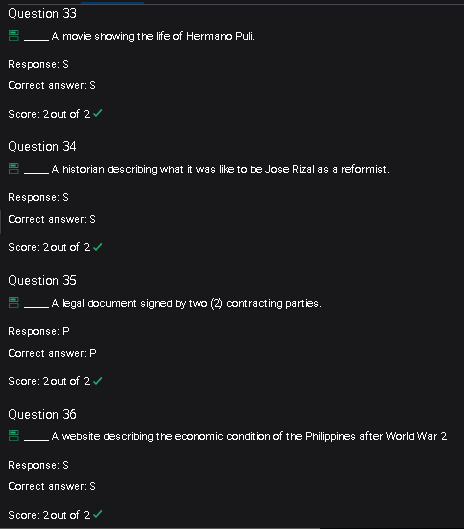 Question 33
_____ A movie showing the life of Hermano Puli.
Response: S
Correct answer: S
Score: 2 out of 2 ✓
Question 34
_____ A historian describing what it was like to be Jose Rizal as a reformist.
Response: S
Correct answer: S
Score: 2 out of 2 ✓
Question 35
_____ A legal document signed by two (2) contracting parties.
Response: P
Correct answer: P
Score: 2 out of 2 ✓
Question 36
_____ A website describing the economic condition of the Philippines after World War 2
Response: S
Correct answer: S
Score: 2 out of 2 ✓